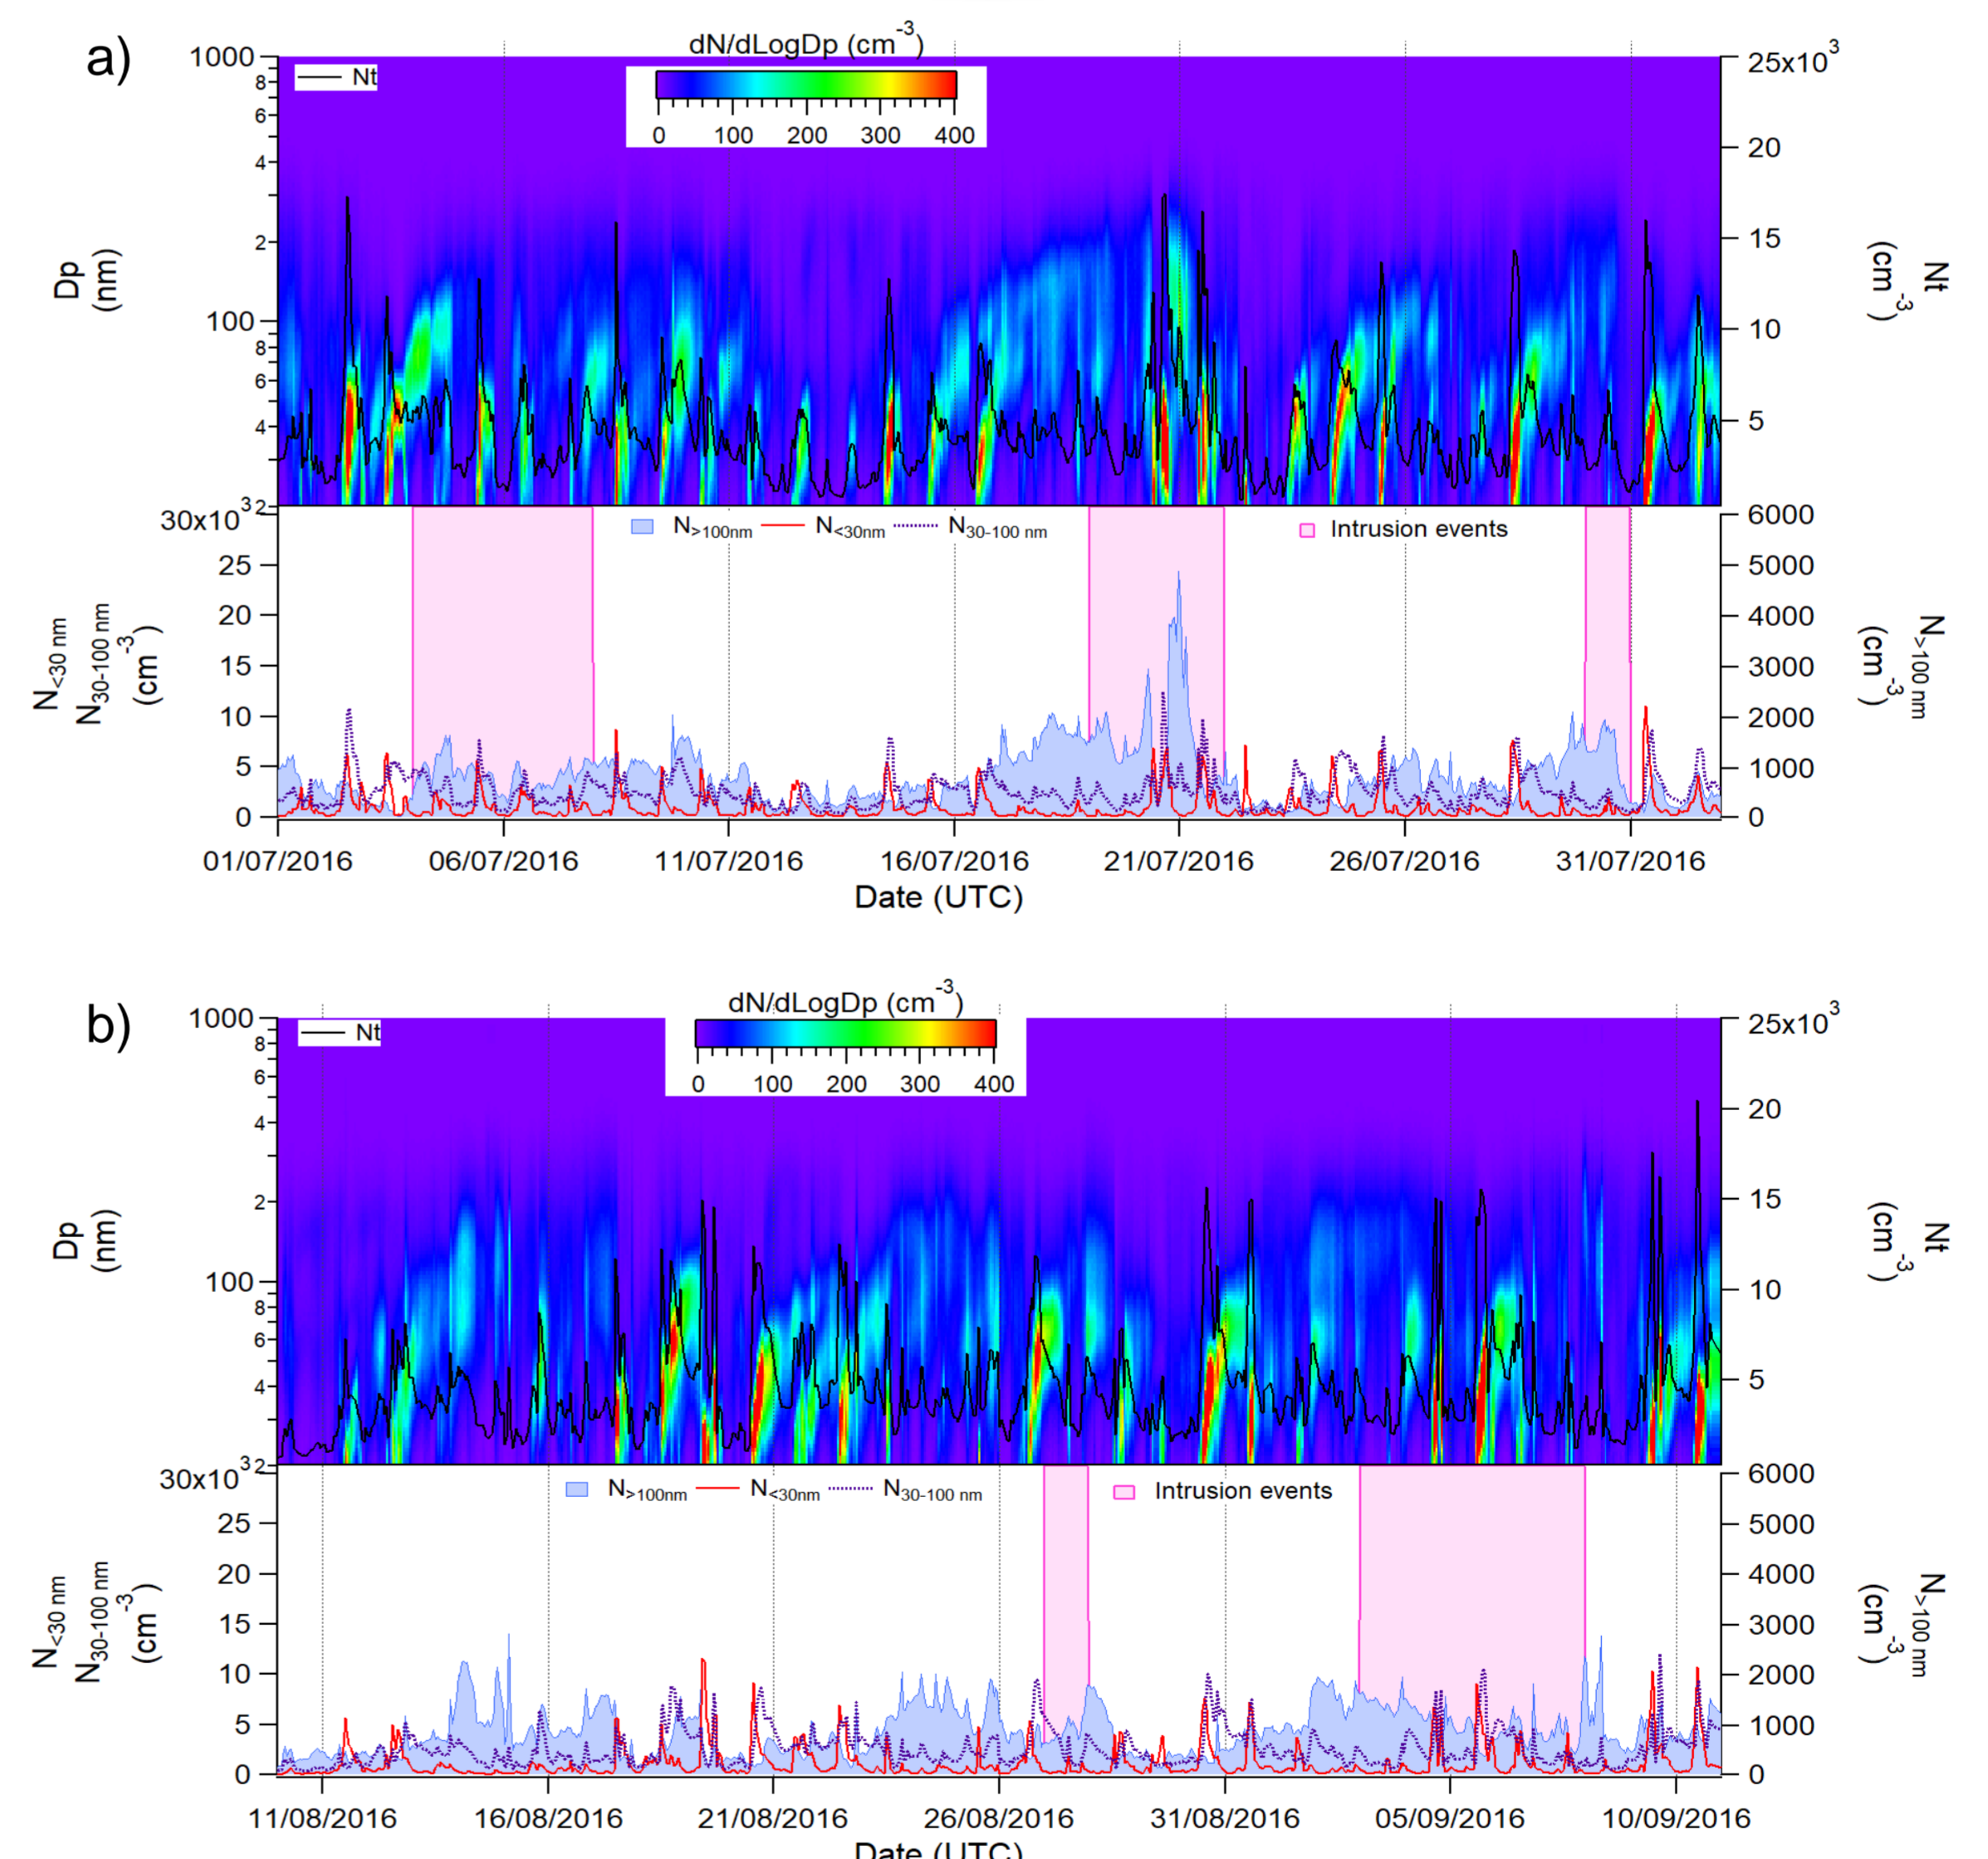 a)
dN/dLogDp (cm-3)
Nt
0 100 200 300 400
1000
8
6
4
2
100
8
6
4
2
Dp
(nm)
25x10³
20
15
10
5
Nt
(cm-3)
N>100nm N<30nm N30-100 nm Intrusion events
30x10³
25
20
15
10
5
0
N<30 nm
N30-100 nm
(cm-3)
6000
5000
4000
3000
2000
1000
0
N>100 nm
(cm-3)
01/07/2016 06/07/2016 11/07/2016 16/07/2016 21/07/2016 26/07/2016 31/07/2016
Date (UTC)
b)
dN/dLogDp (cm-3)
Nt
0 100 200 300 400
1000
8
6
4
2
100
8
6
4
2
Dp
(nm)
25x10³
20
15
10
5
Nt
(cm-3)
N>100nm N<30nm N30-100 nm Intrusion events
30x10³
25
20
15
10
5
0
N<30 nm
N30-100 nm
(cm-3)
6000
5000
4000
3000
2000
1000
0
N>100 nm
(cm-3)
11/08/2016 16/08/2016 21/08/2016 26/08/2016 31/08/2016 05/09/2016 10/09/2016
Date (UTC)